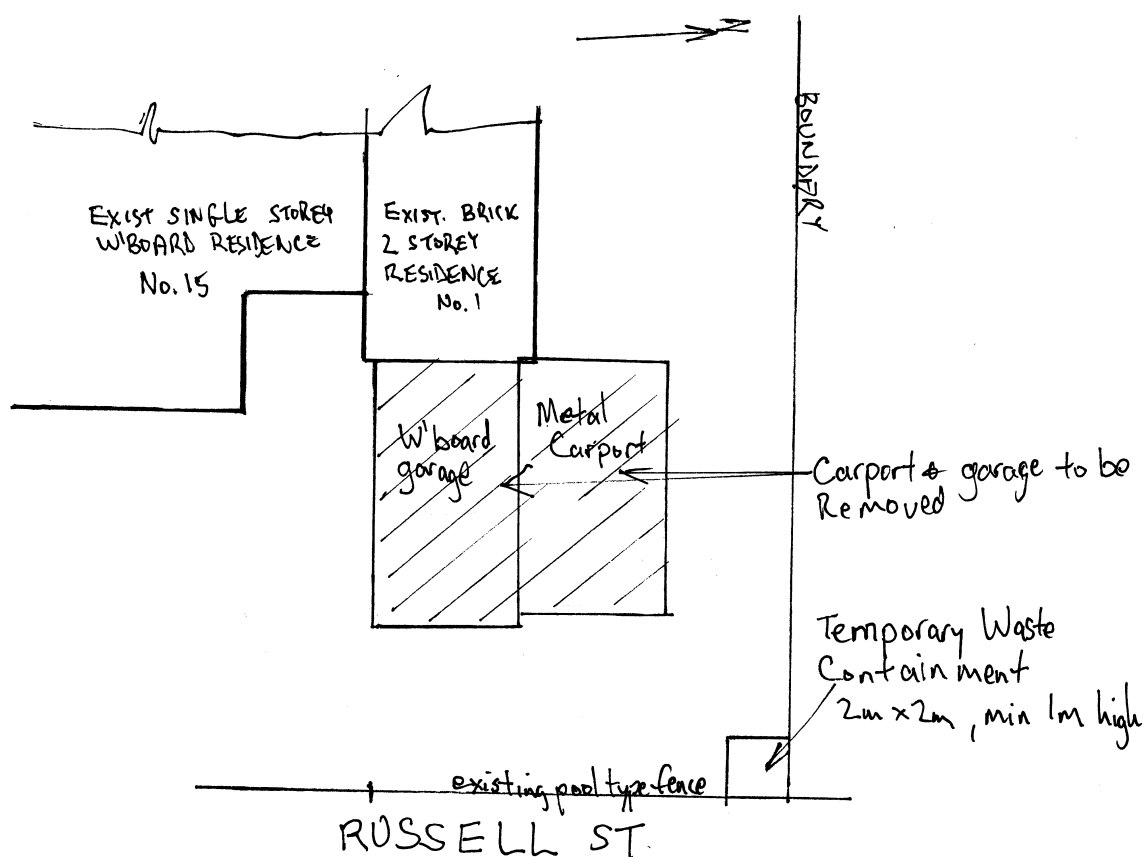 Z
BOUNDARY
EXIST SINGLE STOREY
W'BOARD RESIDENCE
No. 15
EXIST. BRICK
2 STOREY
RESIDENCE
No. 1
W'board
garage
Metal
Carport
Carport & garage to be
Removed
Temporary Waste
Containment
2m x 2m , min 1m high
existing pool type fence
RUSSELL ST.